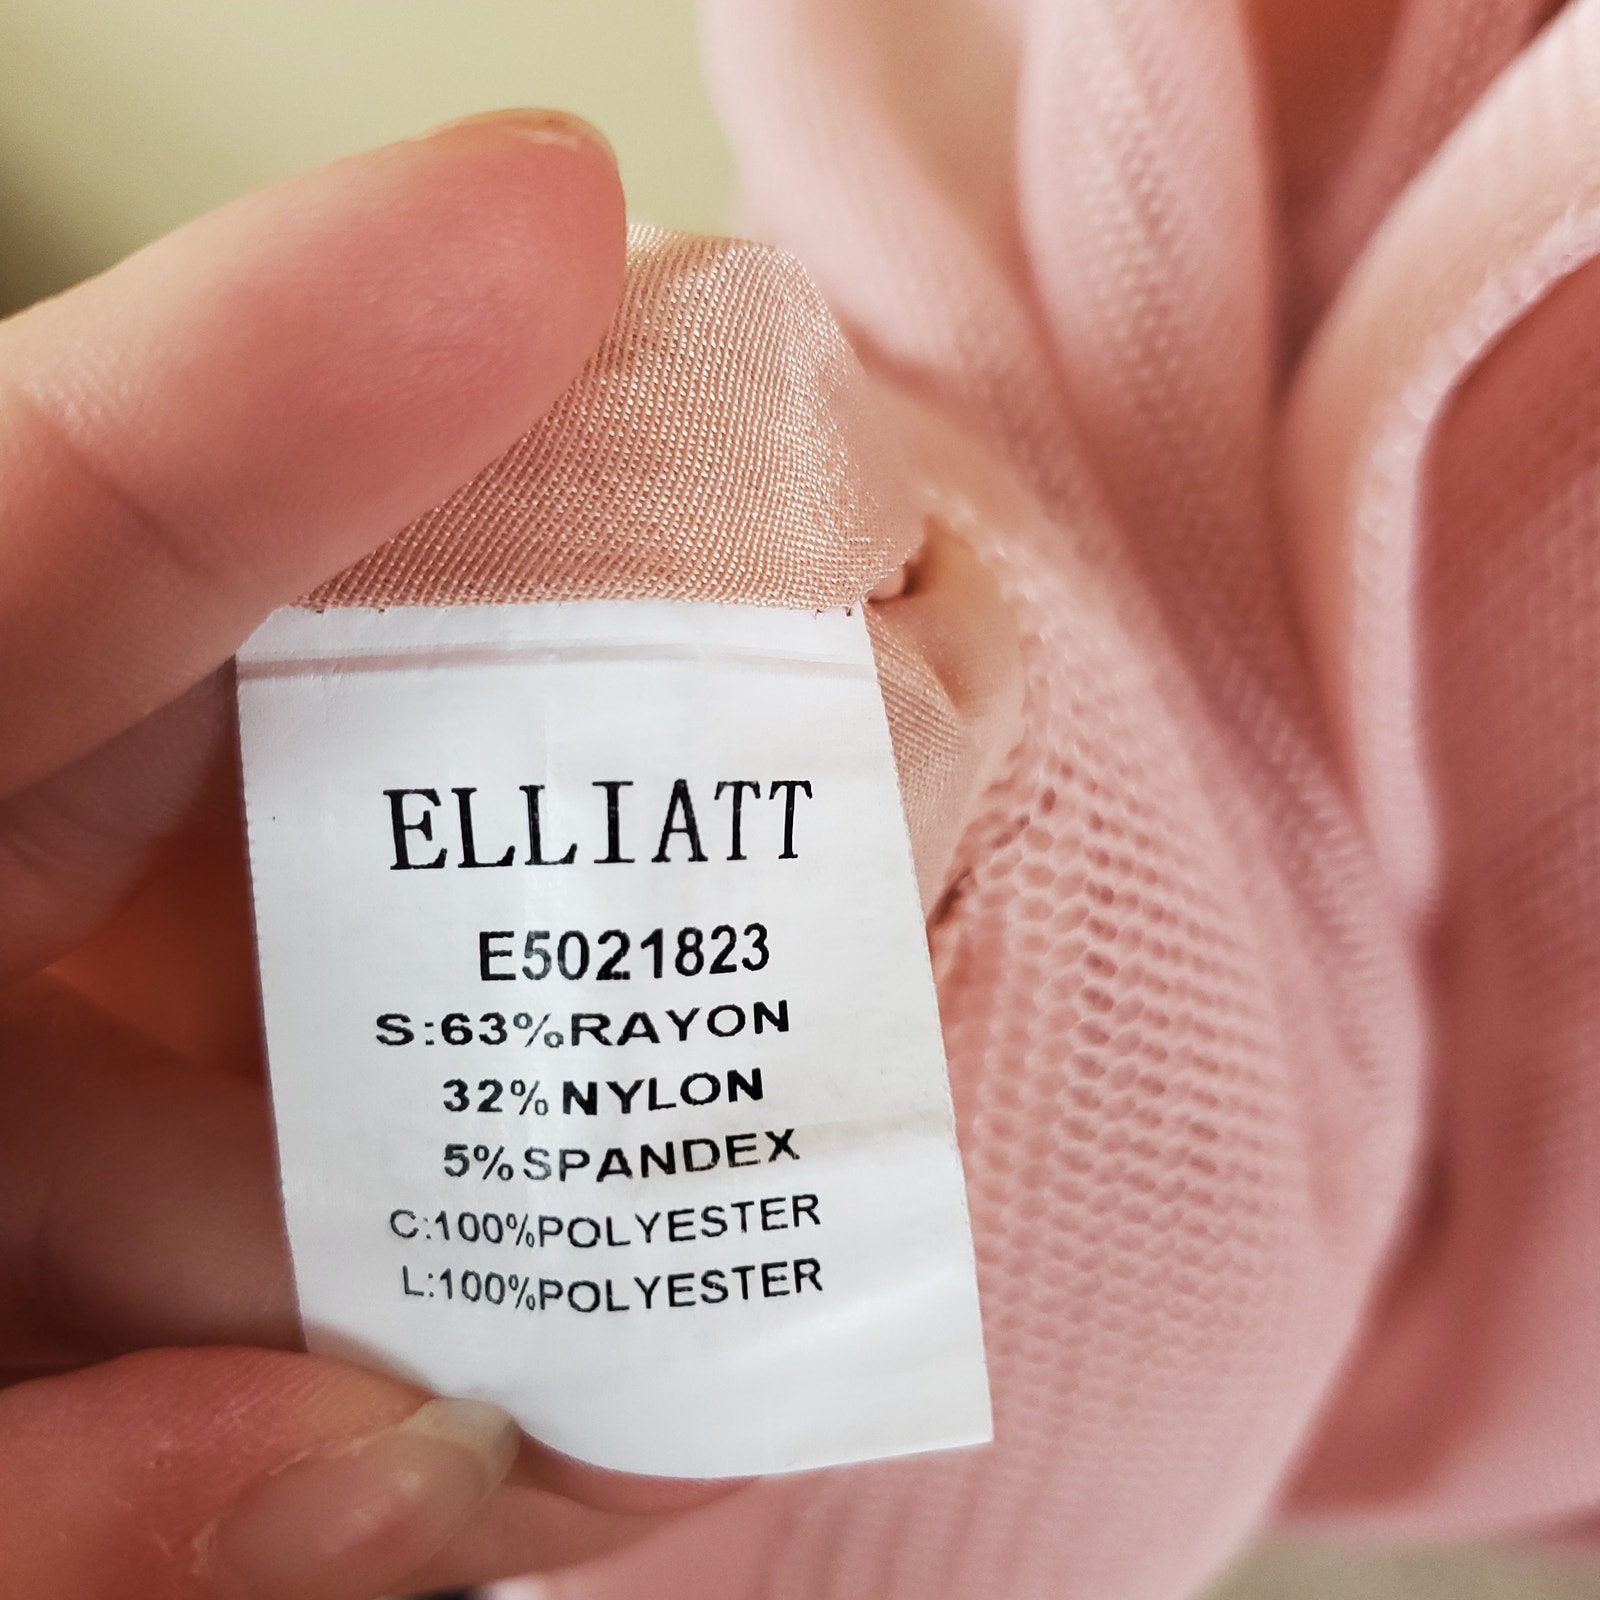 ELLIATT
E5021823
S:63%RAYON
32%NYLON
5%SPANDEX
C:100%POLYESTER
L:100%POLYESTER